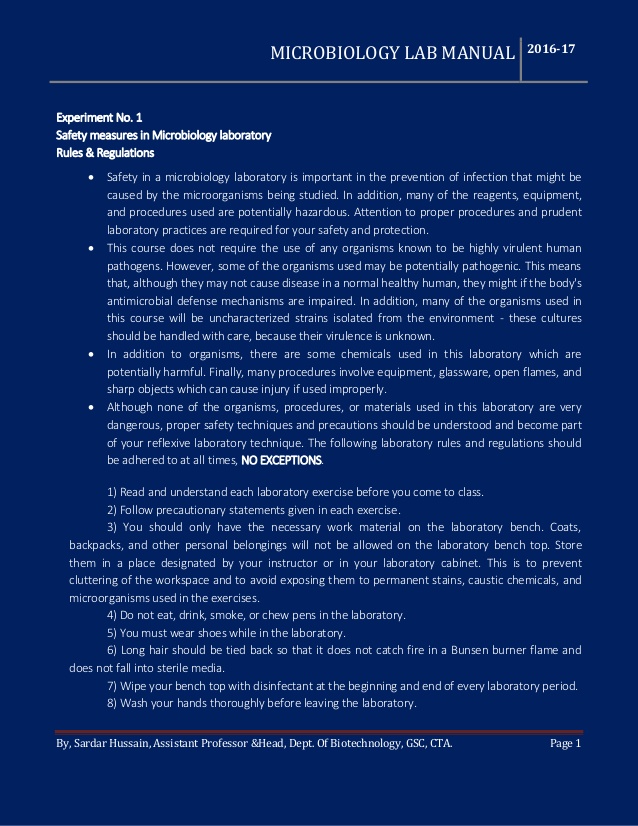 MICROBIOLOGY LAB MANUAL 2016-17
Experiment No. 1
Safety measures in Microbiology laboratory
Rules & Regulations
• Safety in a microbiology laboratory is important in the prevention of infection that might be
caused by the microorganisms being studied. In addition, many of the reagents, equipment,
and procedures used are potentially hazardous. Attention to proper procedures and prudent
laboratory practices are required for your safety and protection.
• This course does not require the use of any organisms known to be highly virulent human
pathogens. However, some of the organisms used may be potentially pathogenic. This means
that, although they may not cause disease in a normal healthy human, they might if the body's
antimicrobial defense mechanisms are impaired. In addition, many of the organisms used in
this course will be uncharacterized strains isolated from the environment - these cultures
should be handled with care, because their virulence is unknown.
• In addition to organisms, there are some chemicals used in this laboratory which are
potentially harmful. Finally, many procedures involve equipment, glassware, open flames, and
sharp objects which can cause injury if used improperly.
• Although none of the organisms, procedures, or materials used in this laboratory are very
dangerous, proper safety techniques and precautions should be understood and become part
of your reflexive laboratory technique. The following laboratory rules and regulations should
be adhered to at all times, NO EXCEPTIONS.
1) Read and understand each laboratory exercise before you come to class.
2) Follow precautionary statements given in each exercise.
3) You should only have the necessary work material on the laboratory bench. Coats,
backpacks, and other personal belongings will not be allowed on the laboratory bench top. Store
them in a place designated by your instructor or in your laboratory cabinet. This is to prevent
cluttering of the workspace and to avoid exposing them to permanent stains, caustic chemicals, and
microorganisms used in the exercises.
4) Do not eat, drink, smoke, or chew pens in the laboratory.
5) You must wear shoes while in the laboratory.
6) Long hair should be tied back so that it does not catch fire in a Bunsen burner flame and
does not fall into sterile media.
7) Wipe your bench top with disinfectant at the beginning and end of every laboratory period.
8) Wash your hands thoroughly before leaving the laboratory.
By, Sardar Hussain, Assistant Professor &Head, Dept. Of Biotechnology, GSC, CTA. Page 1